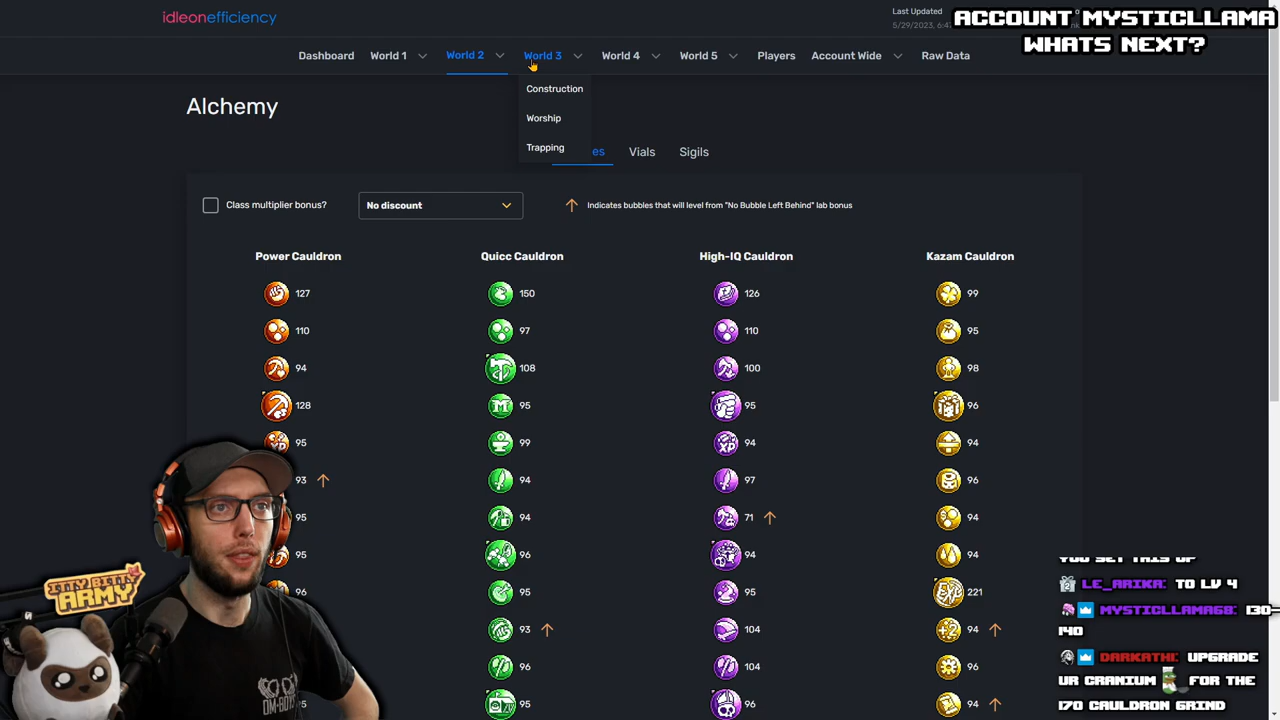 idleonefficiency
Last Updated
5/29/2023, 6:4
ACCOUNT MYSTICLLAMA
WHATS NEXT?
Dashboard World 1 World 2 World 3 World 4 World 5 Players Account Wide Raw Data
Construction
Worship
Trapping
Alchemy
es Vials Sigils
Class multiplier bonus? No discount Indicates bubbles that will level from "No Bubble Left Behind" lab bonus
Power Cauldron Quicc Cauldron High-IQ Cauldron Kazam Cauldron
127 150 126 99
110 97 110 95
94 108 100 98
128 95 95 96
95 99 94 94
93 94 97 96
95 94 71 94
95 96 94 94
96 95 95 221
93 104 94
96 104 96
5 95 96 94
ITTY BITTY
ARMY
YOU SET THIS UP
LE_ARIKA: TO LV 4
MYSTICLLAMA68: 130-
140
DARKATHI: UPGRADE
UR CRANIUM FOR THE
170 CAULDRON GRIND